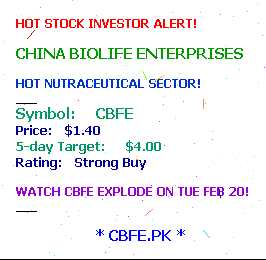 HOT STOCK INVESTOR ALERT!
CHINA BIOLIFE ENTERPRISES
HOT NUTRACEUTICAL SECTOR!
Symbol: CBFE
Price: $1.40
5-day Target: $4.00
Rating: Strong Buy
WATCH CBFE EXPLODE ON TUE FEB 20!
* CBFE.PK *